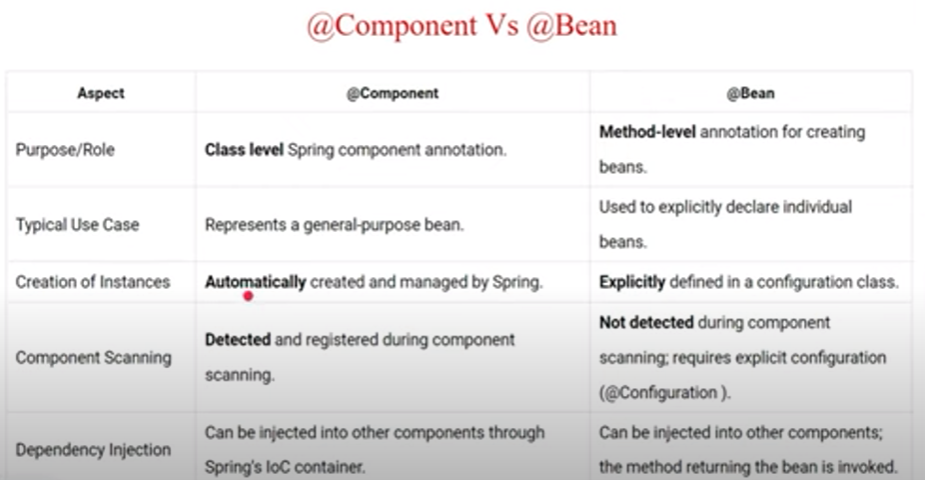 @Component Vs @Bean
Aspect @Component @Bean
Purpose/Role Class level Spring component annotation. Method-level annotation for creating
beans.
Typical Use Case Represents a general-purpose bean. Used to explicitly declare individual
beans.
Creation of Instances Automatically created and managed by Spring. Explicitly defined in a configuration class.
Component Scanning Detected and registered during component
scanning. Not detected during component
scanning; requires explicit configuration
(@Configuration ).
Dependency Injection Can be injected into other components through
Spring's IoC container. Can be injected into other components;
the method returning the bean is invoked.